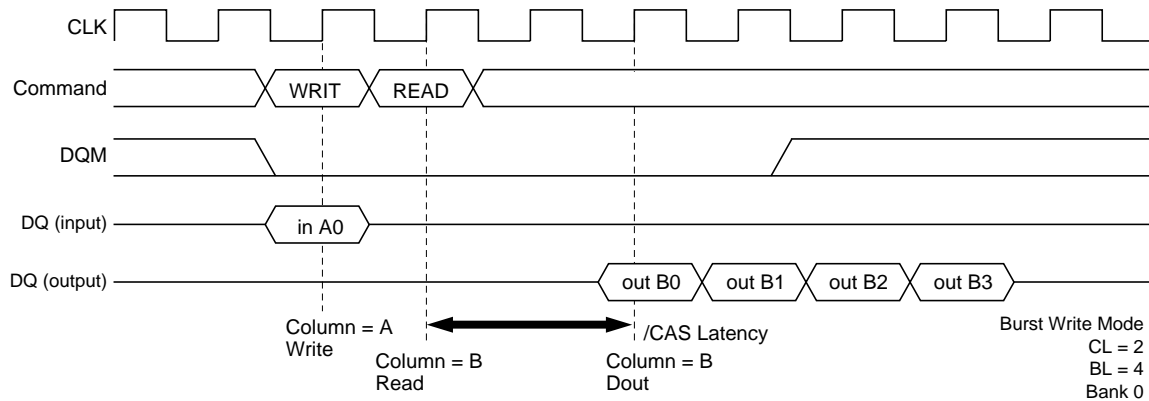 CLK
Command
WRIT
READ
DQM
DQ (input)
in A0
DQ (output)
out B0
out B1
out B2
out B3
Column = A
Write
/CAS Latency
Column = B
Read
Column = B
Dout
Burst Write Mode
CL = 2
BL = 4
Bank 0